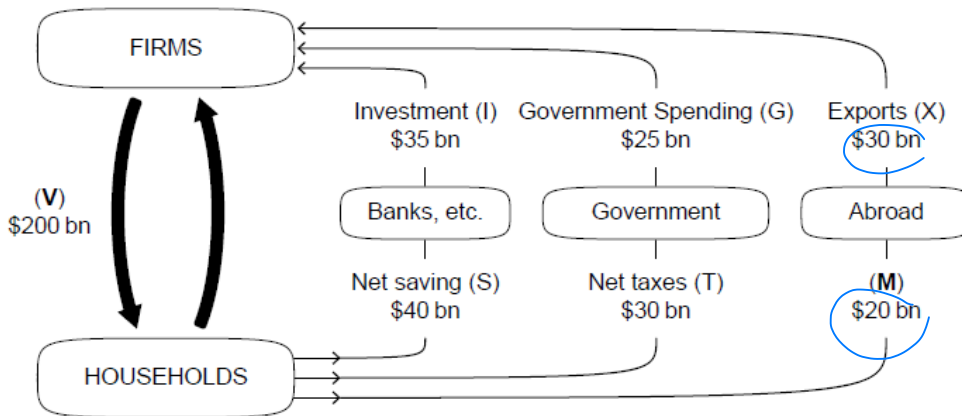 FIRMS
Investment (I)
$35 bn
Government Spending (G)
$25 bn
Exports (X)
$30 bn
(V)
$200 bn
Banks, etc.
Government
Abroad
Net saving (S)
$40 bn
Net taxes (T)
$30 bn
(M)
$20 bn
HOUSEHOLDS